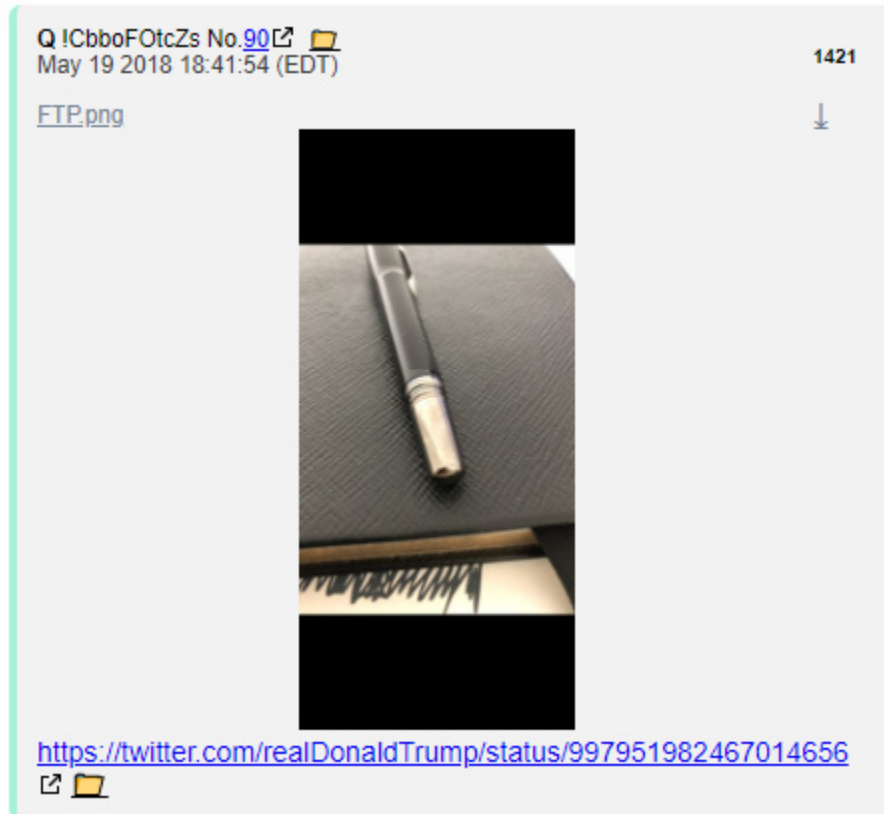 Q !CbboFOtcZs No.90
May 19 2018 18:41:54 (EDT)
1421
FTP.png
https://twitter.com/realDonaldTrump/status/997951982467014656